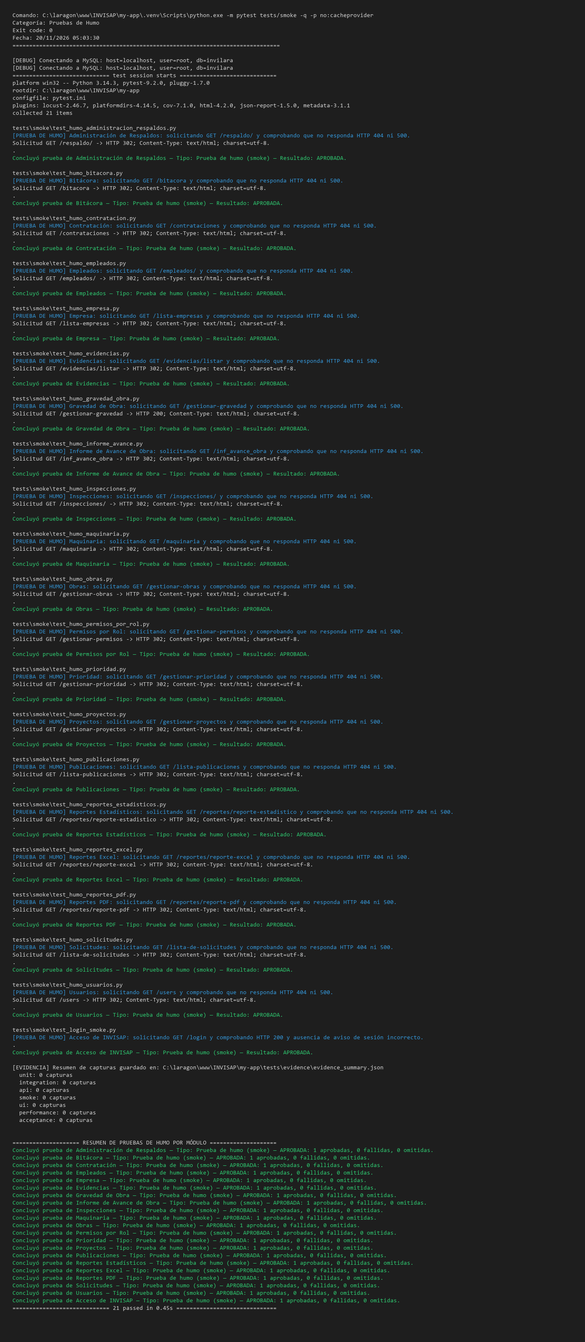 Comando: C:\laragon\www\INVISAP\my-app\.venv\Scripts\python.exe -m pytest tests/smoke -q -p no:cacheprovider
Categoría: Pruebas de Humo
Exit code: 0
Fecha: 20/11/2026 05:03:30
================================================================================
[DEBUG] Conectando a MySQL: host=localhost, user=root, db=invilara
[DEBUG] Conectando a MySQL: host=localhost, user=root, db=invilara
============================= test session starts =============================
platform win32 -- Python 3.14.3, pytest-9.2.0, pluggy-1.7.0
rootdir: C:\laragon\www\INVISAP\my-app
configfile: pytest.ini
plugins: locust-2.46.7, platformdirs-4.14.5, cov-7.1.0, html-4.2.0, json-report-1.5.0, metadata-3.1.1
collected 21 items
tests\smoke\test_humo_administracion_respaldos.py
[PRUEBA DE HUMO] Administración de Respaldos: solicitando GET /respaldo/ y comprobando que no responda HTTP 404 ni 500.
Solicitud GET /respaldo/ -> HTTP 302; Content-Type: text/html; charset=utf-8.
.
Concluyó prueba de Administración de Respaldos — Tipo: Prueba de humo (smoke) — Resultado: APROBADA.
tests\smoke\test_humo_bitacora.py
[PRUEBA DE HUMO] Bitácora: solicitando GET /bitacora y comprobando que no responda HTTP 404 ni 500.
Solicitud GET /bitacora -> HTTP 302; Content-Type: text/html; charset=utf-8.
.
Concluyó prueba de Bitácora — Tipo: Prueba de humo (smoke) — Resultado: APROBADA.
tests\smoke\test_humo_contratacion.py
[PRUEBA DE HUMO] Contratación: solicitando GET /contrataciones y comprobando que no responda HTTP 404 ni 500.
Solicitud GET /contrataciones -> HTTP 302; Content-Type: text/html; charset=utf-8.
.
Concluyó prueba de Contratación — Tipo: Prueba de humo (smoke) — Resultado: APROBADA.
tests\smoke\test_humo_empleados.py
[PRUEBA DE HUMO] Empleados: solicitando GET /empleados/ y comprobando que no responda HTTP 404 ni 500.
Solicitud GET /empleados/ -> HTTP 302; Content-Type: text/html; charset=utf-8.
.
Concluyó prueba de Empleados — Tipo: Prueba de humo (smoke) — Resultado: APROBADA.
tests\smoke\test_humo_empresa.py
[PRUEBA DE HUMO] Empresa: solicitando GET /lista-empresas y comprobando que no responda HTTP 404 ni 500.
Solicitud GET /lista-empresas -> HTTP 302; Content-Type: text/html; charset=utf-8.
.
Concluyó prueba de Empresa — Tipo: Prueba de humo (smoke) — Resultado: APROBADA.
tests\smoke\test_humo_evidencias.py
[PRUEBA DE HUMO] Evidencias: solicitando GET /evidencias/listar y comprobando que no responda HTTP 404 ni 500.
Solicitud GET /evidencias/listar -> HTTP 302; Content-Type: text/html; charset=utf-8.
.
Concluyó prueba de Evidencias — Tipo: Prueba de humo (smoke) — Resultado: APROBADA.
tests\smoke\test_humo_gravedad_obra.py
[PRUEBA DE HUMO] Gravedad de Obra: solicitando GET /gestionar-gravedad y comprobando que no responda HTTP 404 ni 500.
Solicitud GET /gestionar-gravedad -> HTTP 200; Content-Type: text/html; charset=utf-8.
.
Concluyó prueba de Gravedad de Obra — Tipo: Prueba de humo (smoke) — Resultado: APROBADA.
tests\smoke\test_humo_informe_avance.py
[PRUEBA DE HUMO] Informe de Avance de Obra: solicitando GET /inf_avance_obra y comprobando que no responda HTTP 404 ni 500.
Solicitud GET /inf_avance_obra -> HTTP 302; Content-Type: text/html; charset=utf-8.
.
Concluyó prueba de Informe de Avance de Obra — Tipo: Prueba de humo (smoke) — Resultado: APROBADA.
tests\smoke\test_humo_inspecciones.py
[PRUEBA DE HUMO] Inspecciones: solicitando GET /inspecciones/ y comprobando que no responda HTTP 404 ni 500.
Solicitud GET /inspecciones/ -> HTTP 302; Content-Type: text/html; charset=utf-8.
.
Concluyó prueba de Inspecciones — Tipo: Prueba de humo (smoke) — Resultado: APROBADA.
tests\smoke\test_humo_maquinaria.py
[PRUEBA DE HUMO] Maquinaria: solicitando GET /maquinaria y comprobando que no responda HTTP 404 ni 500.
Solicitud GET /maquinaria -> HTTP 302; Content-Type: text/html; charset=utf-8.
.
Concluyó prueba de Maquinaria — Tipo: Prueba de humo (smoke) — Resultado: APROBADA.
tests\smoke\test_humo_obras.py
[PRUEBA DE HUMO] Obras: solicitando GET /gestionar-obras y comprobando que no responda HTTP 404 ni 500.
Solicitud GET /gestionar-obras -> HTTP 302; Content-Type: text/html; charset=utf-8.
.
Concluyó prueba de Obras — Tipo: Prueba de humo (smoke) — Resultado: APROBADA.
tests\smoke\test_humo_permisos_por_rol.py
[PRUEBA DE HUMO] Permisos por Rol: solicitando GET /gestionar-permisos y comprobando que no responda HTTP 404 ni 500.
Solicitud GET /gestionar-permisos -> HTTP 302; Content-Type: text/html; charset=utf-8.
.
Concluyó prueba de Permisos por Rol — Tipo: Prueba de humo (smoke) — Resultado: APROBADA.
tests\smoke\test_humo_prioridad.py
[PRUEBA DE HUMO] Prioridad: solicitando GET /gestionar-prioridad y comprobando que no responda HTTP 404 ni 500.
Solicitud GET /gestionar-prioridad -> HTTP 302; Content-Type: text/html; charset=utf-8.
.
Concluyó prueba de Prioridad — Tipo: Prueba de humo (smoke) — Resultado: APROBADA.
tests\smoke\test_humo_proyectos.py
[PRUEBA DE HUMO] Proyectos: solicitando GET /gestionar-proyectos y comprobando que no responda HTTP 404 ni 500.
Solicitud GET /gestionar-proyectos -> HTTP 302; Content-Type: text/html; charset=utf-8.
.
Concluyó prueba de Proyectos — Tipo: Prueba de humo (smoke) — Resultado: APROBADA.
tests\smoke\test_humo_publicaciones.py
[PRUEBA DE HUMO] Publicaciones: solicitando GET /lista-publicaciones y comprobando que no responda HTTP 404 ni 500.
Solicitud GET /lista-publicaciones -> HTTP 302; Content-Type: text/html; charset=utf-8.
.
Concluyó prueba de Publicaciones — Tipo: Prueba de humo (smoke) — Resultado: APROBADA.
tests\smoke\test_humo_reportes_estadisticos.py
[PRUEBA DE HUMO] Reportes Estadísticos: solicitando GET /reportes/reporte-estadistico y comprobando que no responda HTTP 404 ni 500.
Solicitud GET /reportes/reporte-estadistico -> HTTP 302; Content-Type: text/html; charset=utf-8.
.
Concluyó prueba de Reportes Estadísticos — Tipo: Prueba de humo (smoke) — Resultado: APROBADA.
tests\smoke\test_humo_reportes_excel.py
[PRUEBA DE HUMO] Reportes Excel: solicitando GET /reportes/reporte-excel y comprobando que no responda HTTP 404 ni 500.
Solicitud GET /reportes/reporte-excel -> HTTP 302; Content-Type: text/html; charset=utf-8.
.
Concluyó prueba de Reportes Excel — Tipo: Prueba de humo (smoke) — Resultado: APROBADA.
tests\smoke\test_humo_reportes_pdf.py
[PRUEBA DE HUMO] Reportes PDF: solicitando GET /reportes/reporte-pdf y comprobando que no responda HTTP 404 ni 500.
Solicitud GET /reportes/reporte-pdf -> HTTP 302; Content-Type: text/html; charset=utf-8.
.
Concluyó prueba de Reportes PDF — Tipo: Prueba de humo (smoke) — Resultado: APROBADA.
tests\smoke\test_humo_solicitudes.py
[PRUEBA DE HUMO] Solicitudes: solicitando GET /lista-de-solicitudes y comprobando que no responda HTTP 404 ni 500.
Solicitud GET /lista-de-solicitudes -> HTTP 302; Content-Type: text/html; charset=utf-8.
.
Concluyó prueba de Solicitudes — Tipo: Prueba de humo (smoke) — Resultado: APROBADA.
tests\smoke\test_humo_usuarios.py
[PRUEBA DE HUMO] Usuarios: solicitando GET /users y comprobando que no responda HTTP 404 ni 500.
Solicitud GET /users -> HTTP 302; Content-Type: text/html; charset=utf-8.
.
Concluyó prueba de Usuarios — Tipo: Prueba de humo (smoke) — Resultado: APROBADA.
tests\smoke\test_login_smoke.py
[PRUEBA DE HUMO] Acceso de INVISAP: solicitando GET /login y comprobando HTTP 200 y ausencia de aviso de sesión incorrecto.
.
Concluyó prueba de Acceso de INVISAP — Tipo: Prueba de humo (smoke) — Resultado: APROBADA.
[EVIDENCIA] Resumen de capturas guardado en: C:\laragon\www\INVISAP\my-app\tests\evidence\evidence_summary.json
unit: 0 capturas
integration: 0 capturas
api: 0 capturas
smoke: 0 capturas
ui: 0 capturas
performance: 0 capturas
acceptance: 0 capturas
==================== RESUMEN DE PRUEBAS DE HUMO POR MÓDULO ====================
Concluyó prueba de Administración de Respaldos — Tipo: Prueba de humo (smoke) — APROBADA: 1 aprobadas, 0 fallidas, 0 omitidas.
Concluyó prueba de Bitácora — Tipo: Prueba de humo (smoke) — APROBADA: 1 aprobadas, 0 fallidas, 0 omitidas.
Concluyó prueba de Contratación — Tipo: Prueba de humo (smoke) — APROBADA: 1 aprobadas, 0 fallidas, 0 omitidas.
Concluyó prueba de Empleados — Tipo: Prueba de humo (smoke) — APROBADA: 1 aprobadas, 0 fallidas, 0 omitidas.
Concluyó prueba de Empresa — Tipo: Prueba de humo (smoke) — APROBADA: 1 aprobadas, 0 fallidas, 0 omitidas.
Concluyó prueba de Evidencias — Tipo: Prueba de humo (smoke) — APROBADA: 1 aprobadas, 0 fallidas, 0 omitidas.
Concluyó prueba de Gravedad de Obra — Tipo: Prueba de humo (smoke) — APROBADA: 1 aprobadas, 0 fallidas, 0 omitidas.
Concluyó prueba de Informe de Avance de Obra — Tipo: Prueba de humo (smoke) — APROBADA: 1 aprobadas, 0 fallidas, 0 omitidas.
Concluyó prueba de Inspecciones — Tipo: Prueba de humo (smoke) — APROBADA: 1 aprobadas, 0 fallidas, 0 omitidas.
Concluyó prueba de Maquinaria — Tipo: Prueba de humo (smoke) — APROBADA: 1 aprobadas, 0 fallidas, 0 omitidas.
Concluyó prueba de Obras — Tipo: Prueba de humo (smoke) — APROBADA: 1 aprobadas, 0 fallidas, 0 omitidas.
Concluyó prueba de Permisos por Rol — Tipo: Prueba de humo (smoke) — APROBADA: 1 aprobadas, 0 fallidas, 0 omitidas.
Concluyó prueba de Prioridad — Tipo: Prueba de humo (smoke) — APROBADA: 1 aprobadas, 0 fallidas, 0 omitidas.
Concluyó prueba de Proyectos — Tipo: Prueba de humo (smoke) — APROBADA: 1 aprobadas, 0 fallidas, 0 omitidas.
Concluyó prueba de Publicaciones — Tipo: Prueba de humo (smoke) — APROBADA: 1 aprobadas, 0 fallidas, 0 omitidas.
Concluyó prueba de Reportes Estadísticos — Tipo: Prueba de humo (smoke) — APROBADA: 1 aprobadas, 0 fallidas, 0 omitidas.
Concluyó prueba de Reportes Excel — Tipo: Prueba de humo (smoke) — APROBADA: 1 aprobadas, 0 fallidas, 0 omitidas.
Concluyó prueba de Reportes PDF — Tipo: Prueba de humo (smoke) — APROBADA: 1 aprobadas, 0 fallidas, 0 omitidas.
Concluyó prueba de Solicitudes — Tipo: Prueba de humo (smoke) — APROBADA: 1 aprobadas, 0 fallidas, 0 omitidas.
Concluyó prueba de Usuarios — Tipo: Prueba de humo (smoke) — APROBADA: 1 aprobadas, 0 fallidas, 0 omitidas.
Concluyó prueba de Acceso de INVISAP — Tipo: Prueba de humo (smoke) — APROBADA: 1 aprobadas, 0 fallidas, 0 omitidas.
============================= 21 passed in 0.45s ==============================